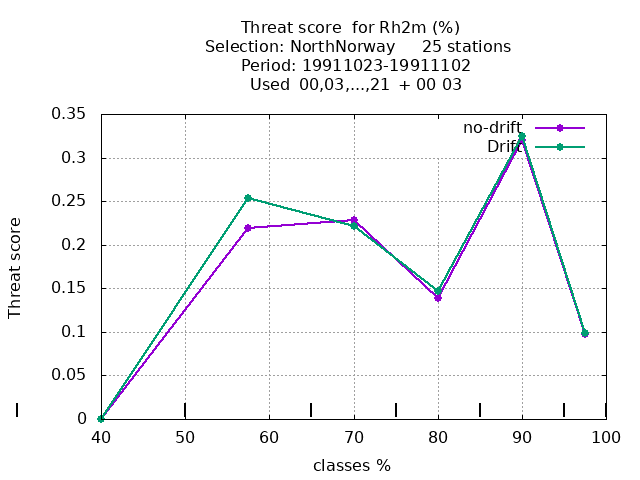 Threat score  for Rh2m (%)
Selection: NorthNorway     25 stations
Period: 19911023-19911102
Used  00,03,...,21  + 00 03
no-drift
Drift
0.35
0.3
0.25
0.2
0.15
0.1
0.05
0
Threat score
40 50 60 70 80 90 100
classes %